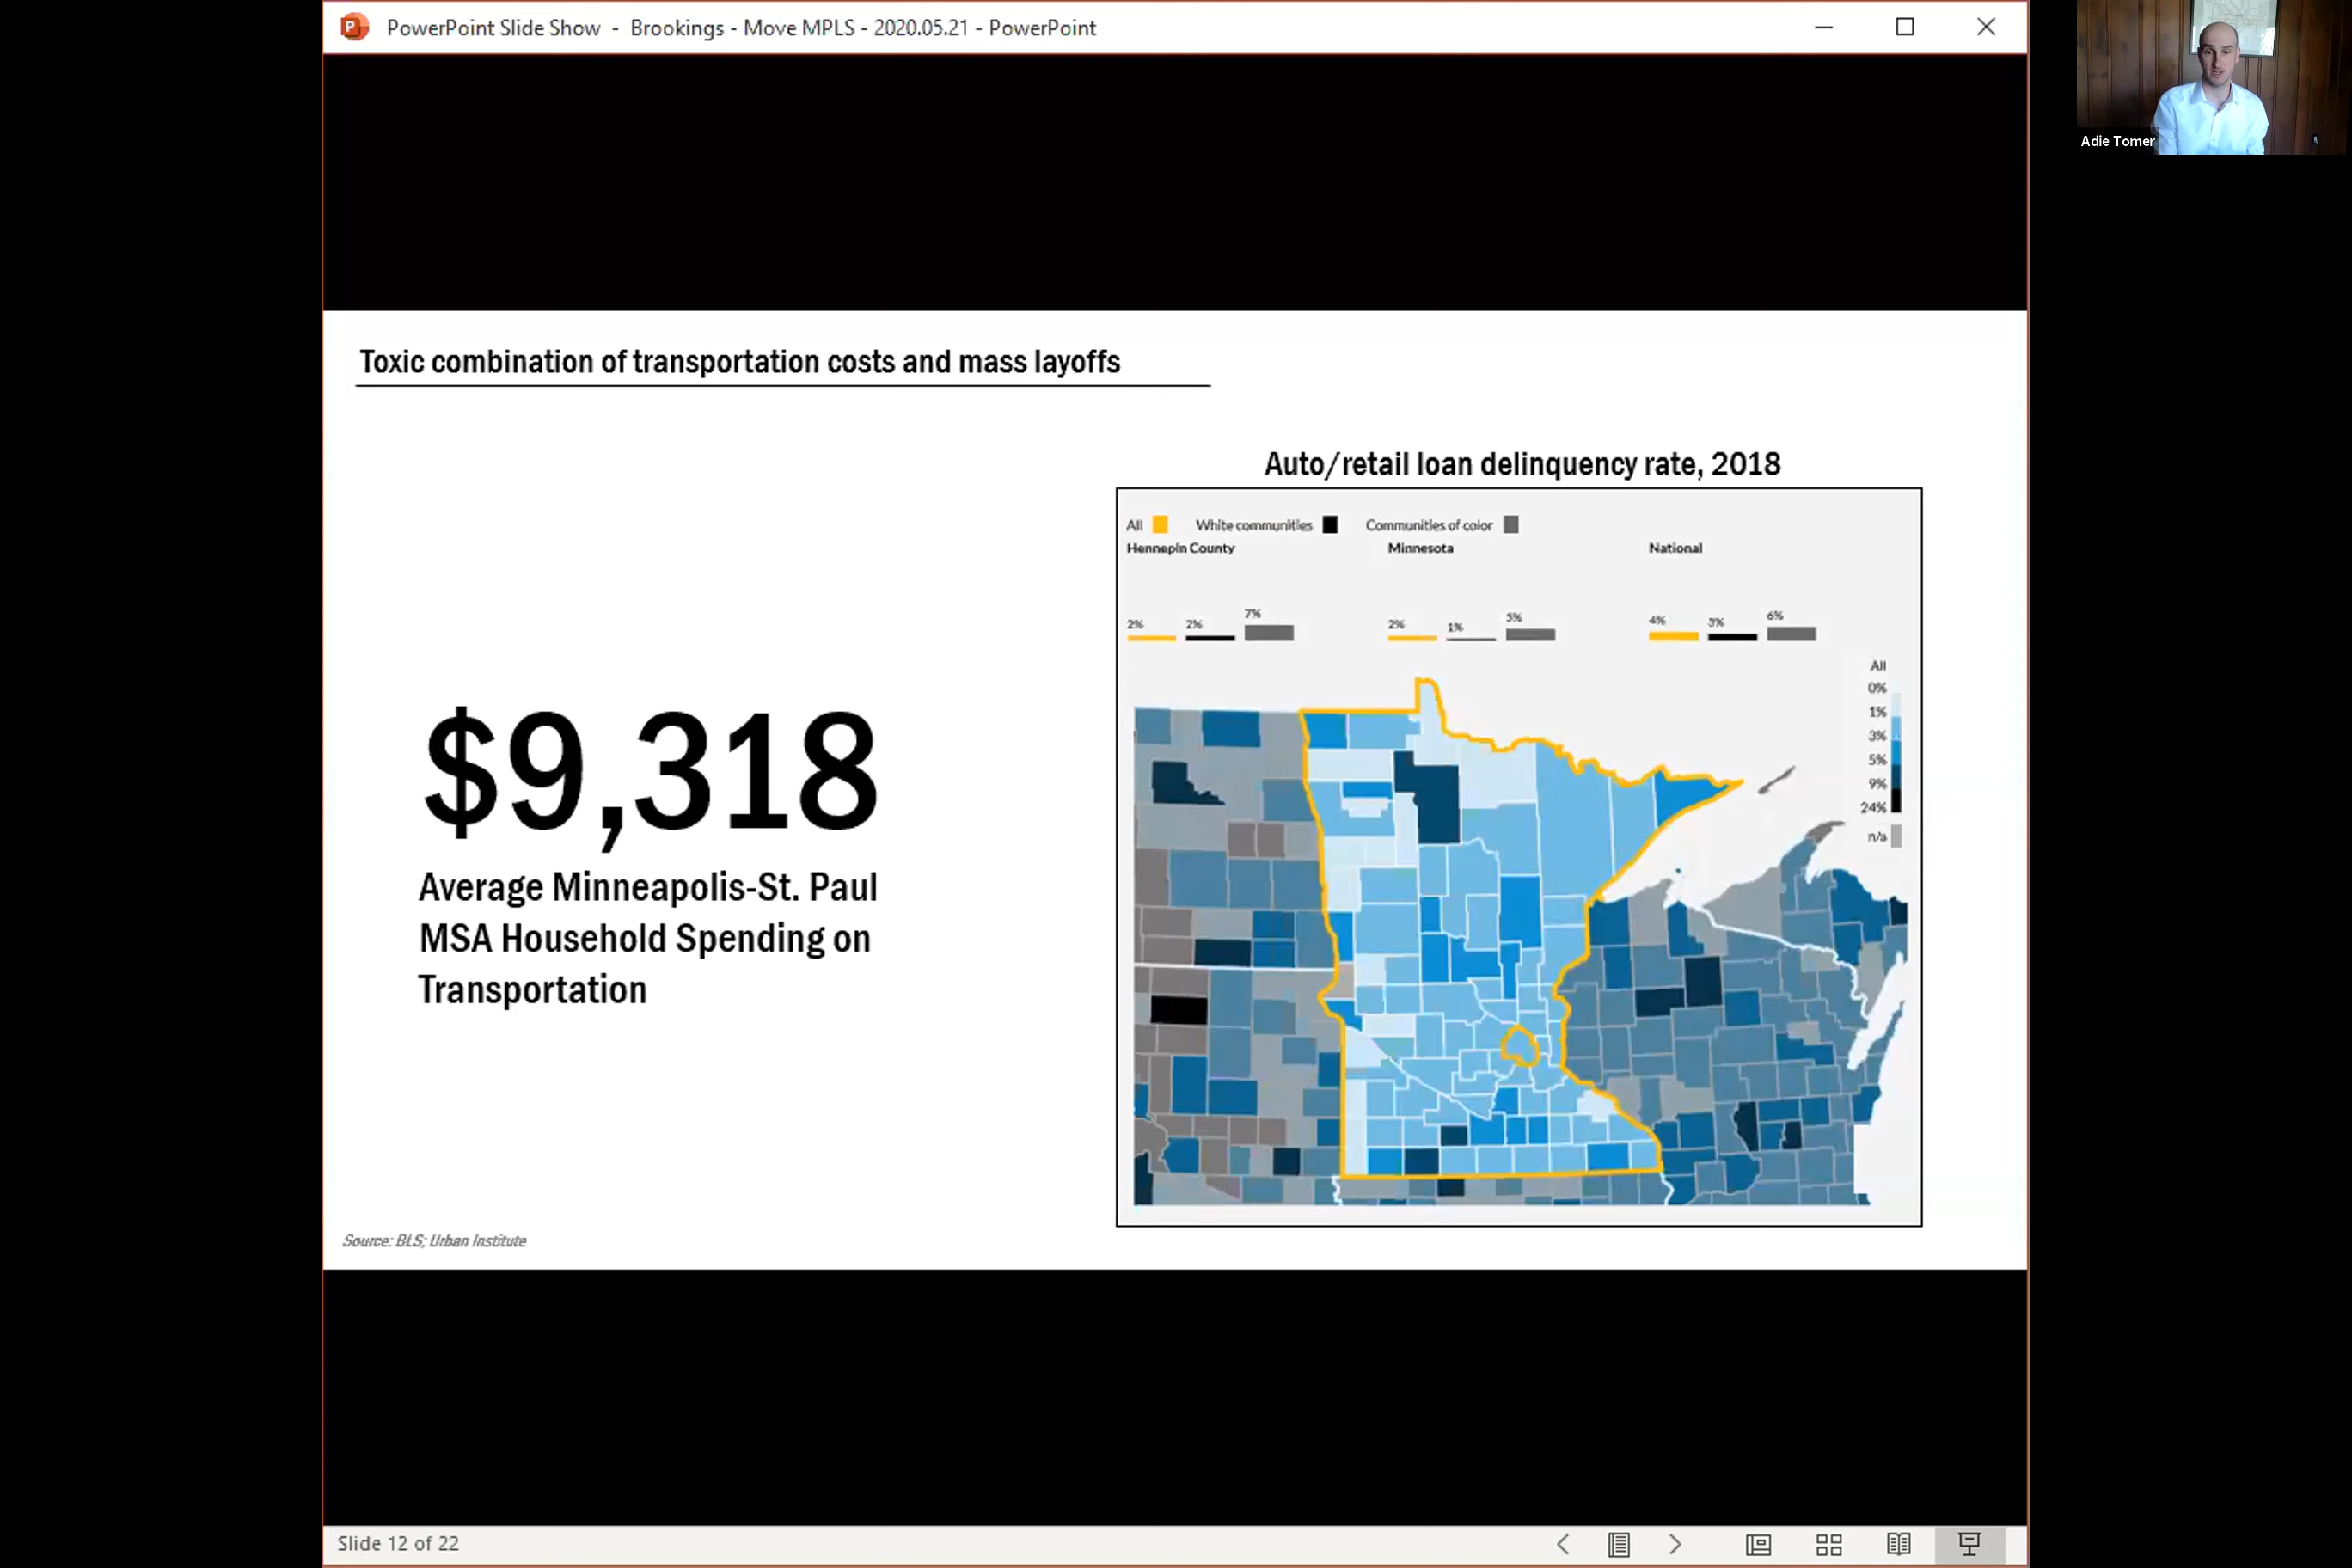 PowerPoint Slide Show - Brookings - Move MPLS - 2020.05.21 - PowerPoint
Adie Tomer
Toxic combination of transportation costs and mass layoffs
Auto/retail loan delinquency rate, 2018
All White communities Communities of color
Hennepin County Minnesota National
2% 2% 7% 2% 1% 5% 4% 3% 6%
All
0%
1%
3%
5%
9%
24%
n/a
$9,318
Average Minneapolis-St. Paul
MSA Household Spending on
Transportation
Source: BLS; Urban Institute
Slide 12 of 22